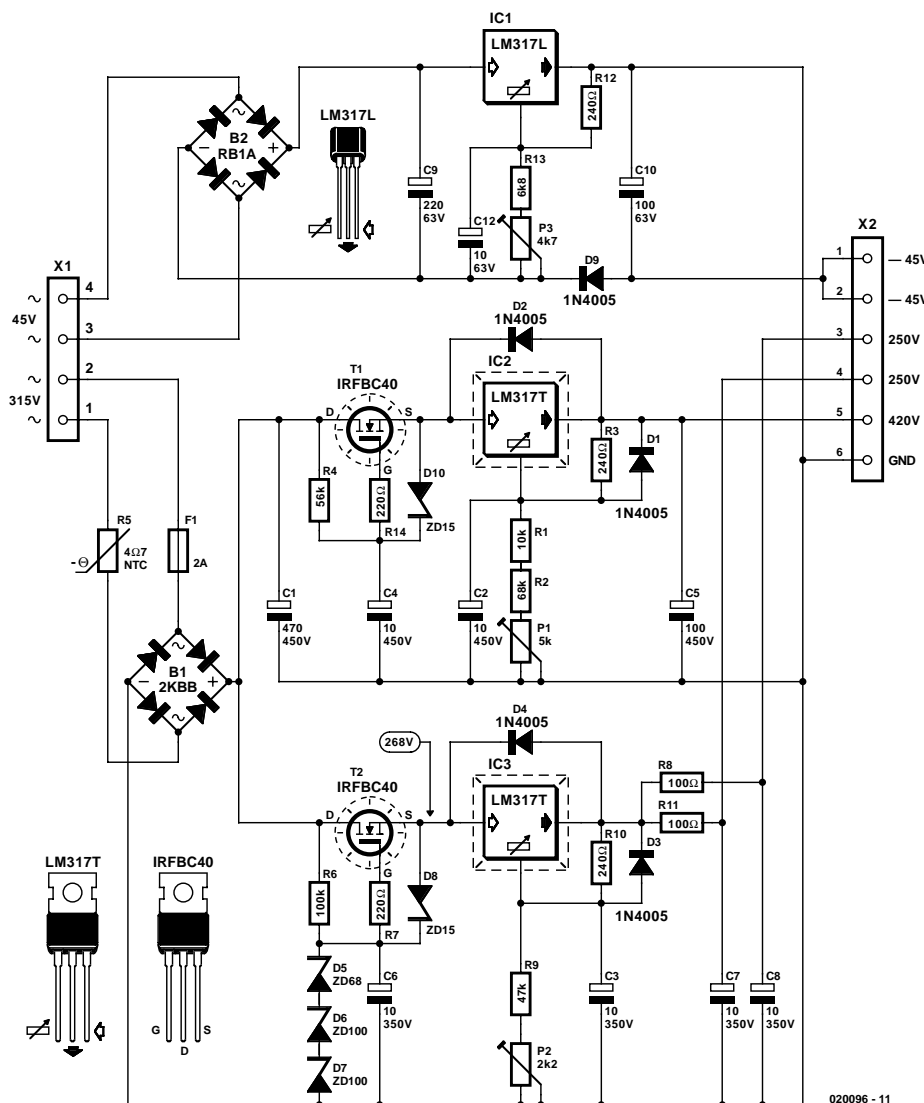 IC1
LM317L
R12
240Ω
LM317L
B2
RB1A
~
~
–
+
C9
220
63V
R13
6k8
C10
100
63V
C12
10
63V
P3
4k7
D9
1N4005
X1
4
3
2
1
~
45V
~
~
315V
~
X2
1
— 45V
2
— 45V
3
250V
4
250V
5
420V
6
GND
D2
1N4005
T1
IRFBC40
D
S
G
IC2
LM317T
R3
240Ω
D1
1N4005
R4
56k
220Ω
R14
D10
ZD15
R1
10k
R2
68k
P1
5k
R5
-Θ
4Ω7
NTC
F1
2A
C1
470
450V
C4
10
450V
C2
10
450V
C5
100
450V
B1
2KBB
~
~
–
+
D4
1N4005
268V
T2
IRFBC40
D
S
G
IC3
LM317T
R8
100Ω
R11
100Ω
R10
240Ω
D3
1N4005
R6
100k
220Ω
R7
D8
ZD15
LM317T
IRFBC40
G
D
S
D5
ZD68
D6
ZD100
D7
ZD100
C6
10
350V
R9
47k
P2
2k2
C3
10
350V
C7
10
350V
C8
10
350V
020096 - 11